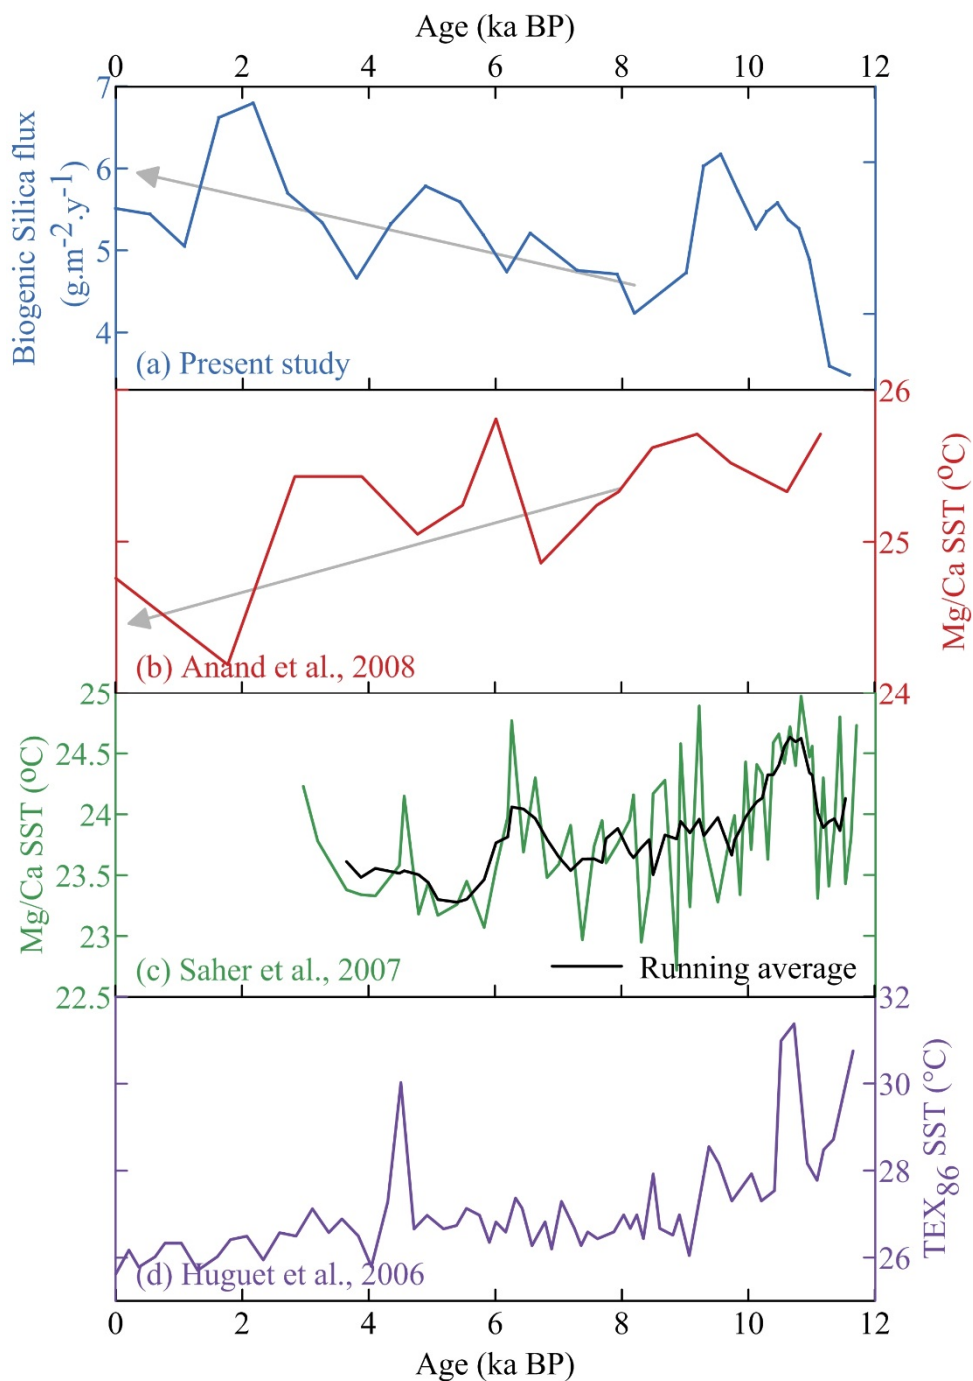 Age (ka BP)
0 2 4 6 8 10 12
7
6
5
4
Biogenic Silica flux
(g.m-2.y-1)
(a) Present study
26
25
24
Mg/Ca SST (oC)
(b) Anand et al., 2008
25
24.5
24
23.5
23
22.5
Mg/Ca SST (oC)
(c) Saher et al., 2007
Running average
32
30
28
26
TEX86 SST (°C)
(d) Huguet et al., 2006
0 2 4 6 8 10 12
Age (ka BP)